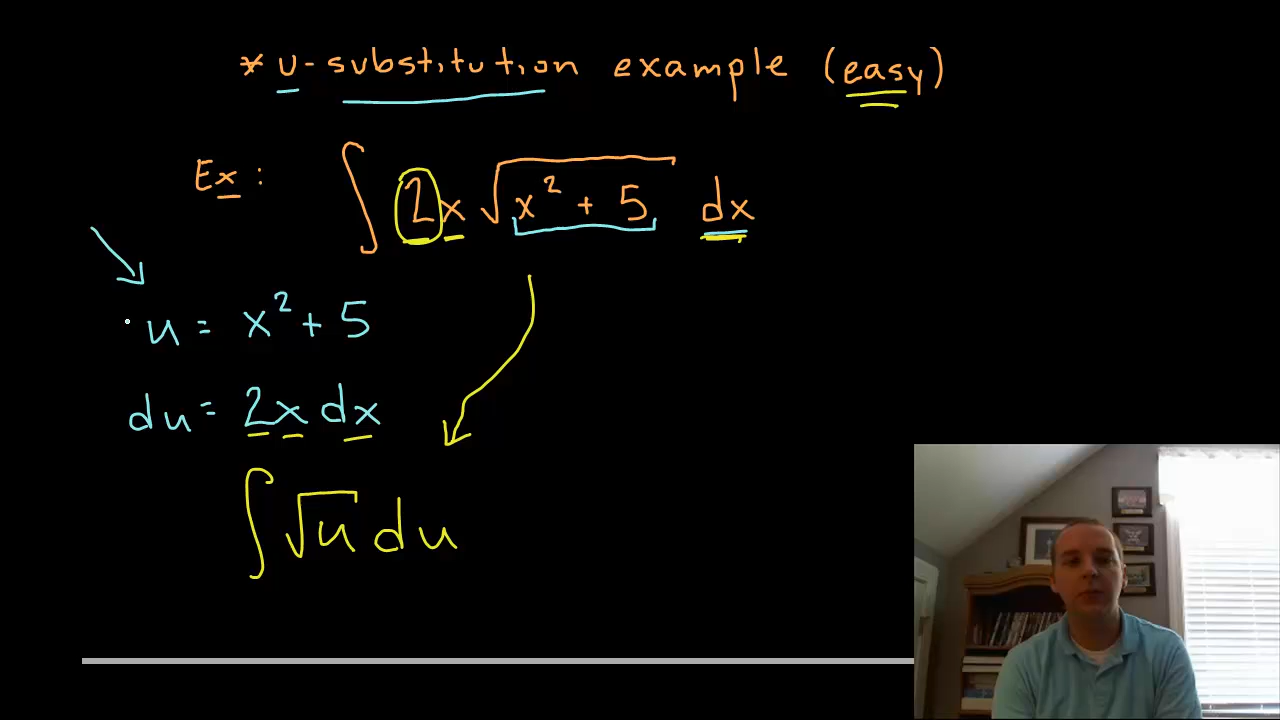 * u-substitution example (easy)
Ex: ∫ 2x √(x² + 5) dx
u = x² + 5
du = 2x dx
∫ √u du